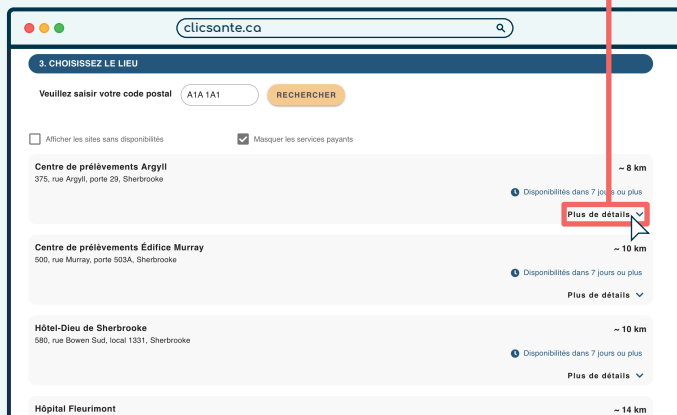 clicsante.ca
3. CHOISISSEZ LE LIEU
Veuillez saisir votre code postal A1A 1A1 RECHERCHER
Afficher les sites sans disponibilités Masquer les services payants
Centre de prélèvements Argyll ~ 8 km
375, rue Argyll, porte 29, Sherbrooke
Disponibilités dans 7 jours ou plus
Plus de détails
Centre de prélèvements Édifice Murray ~ 10 km
500, rue Murray, porte 503A, Sherbrooke
Disponibilités dans 7 jours ou plus
Plus de détails
Hôtel-Dieu de Sherbrooke ~ 10 km
580, rue Bowen Sud, local 1331, Sherbrooke
Disponibilités dans 7 jours ou plus
Plus de détails
Hôpital Fleurimont ~ 14 km